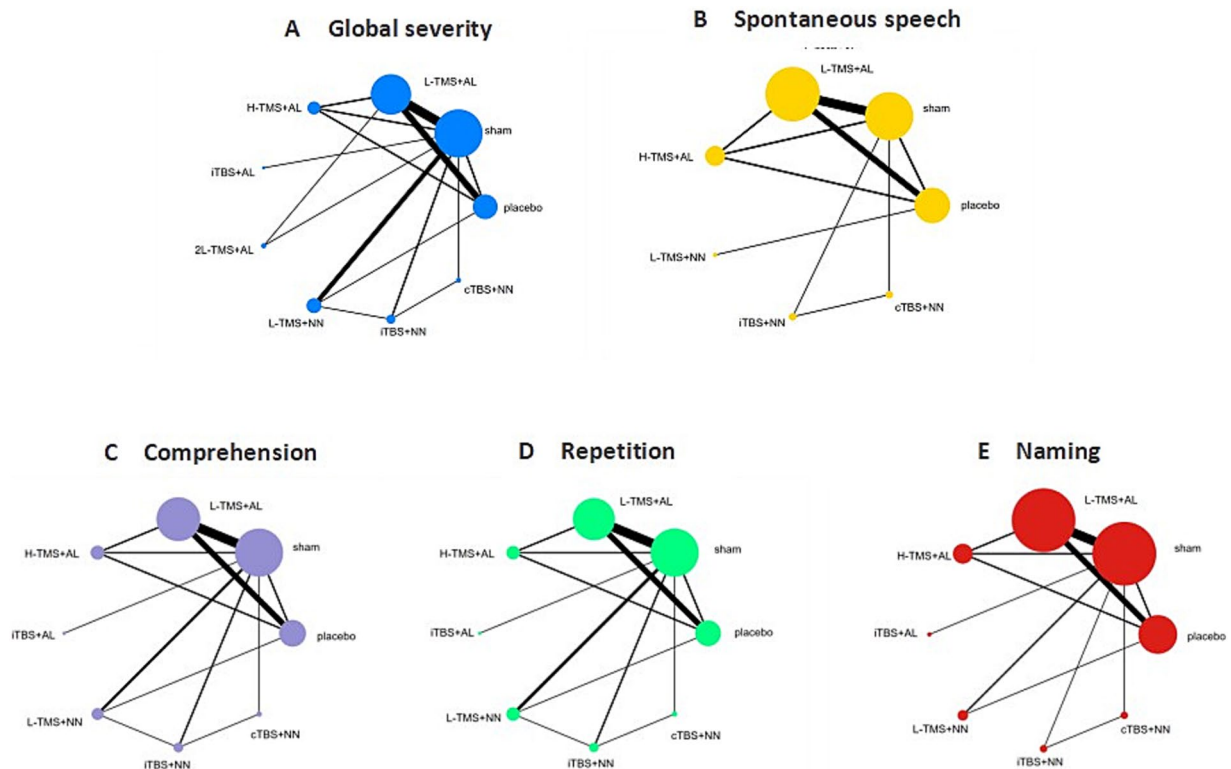 A Global severity
L-TMS+AL
H-TMS+AL
sham
iTBS+AL
placebo
2L-TMS+AL
cTBS+NN
L-TMS+NN
iTBS+NN
B Spontaneous speech
L-TMS+AL
sham
H-TMS+AL
placebo
L-TMS+NN
cTBS+NN
iTBS+NN
C Comprehension
L-TMS+AL
H-TMS+AL
sham
iTBS+AL
placebo
L-TMS+NN
cTBS+NN
iTBS+NN
D Repetition
L-TMS+AL
H-TMS+AL
sham
iTBS+AL
placebo
L-TMS+NN
cTBS+NN
iTBS+NN
E Naming
L-TMS+AL
H-TMS+AL
sham
iTBS+AL
placebo
L-TMS+NN
cTBS+NN
iTBS+NN